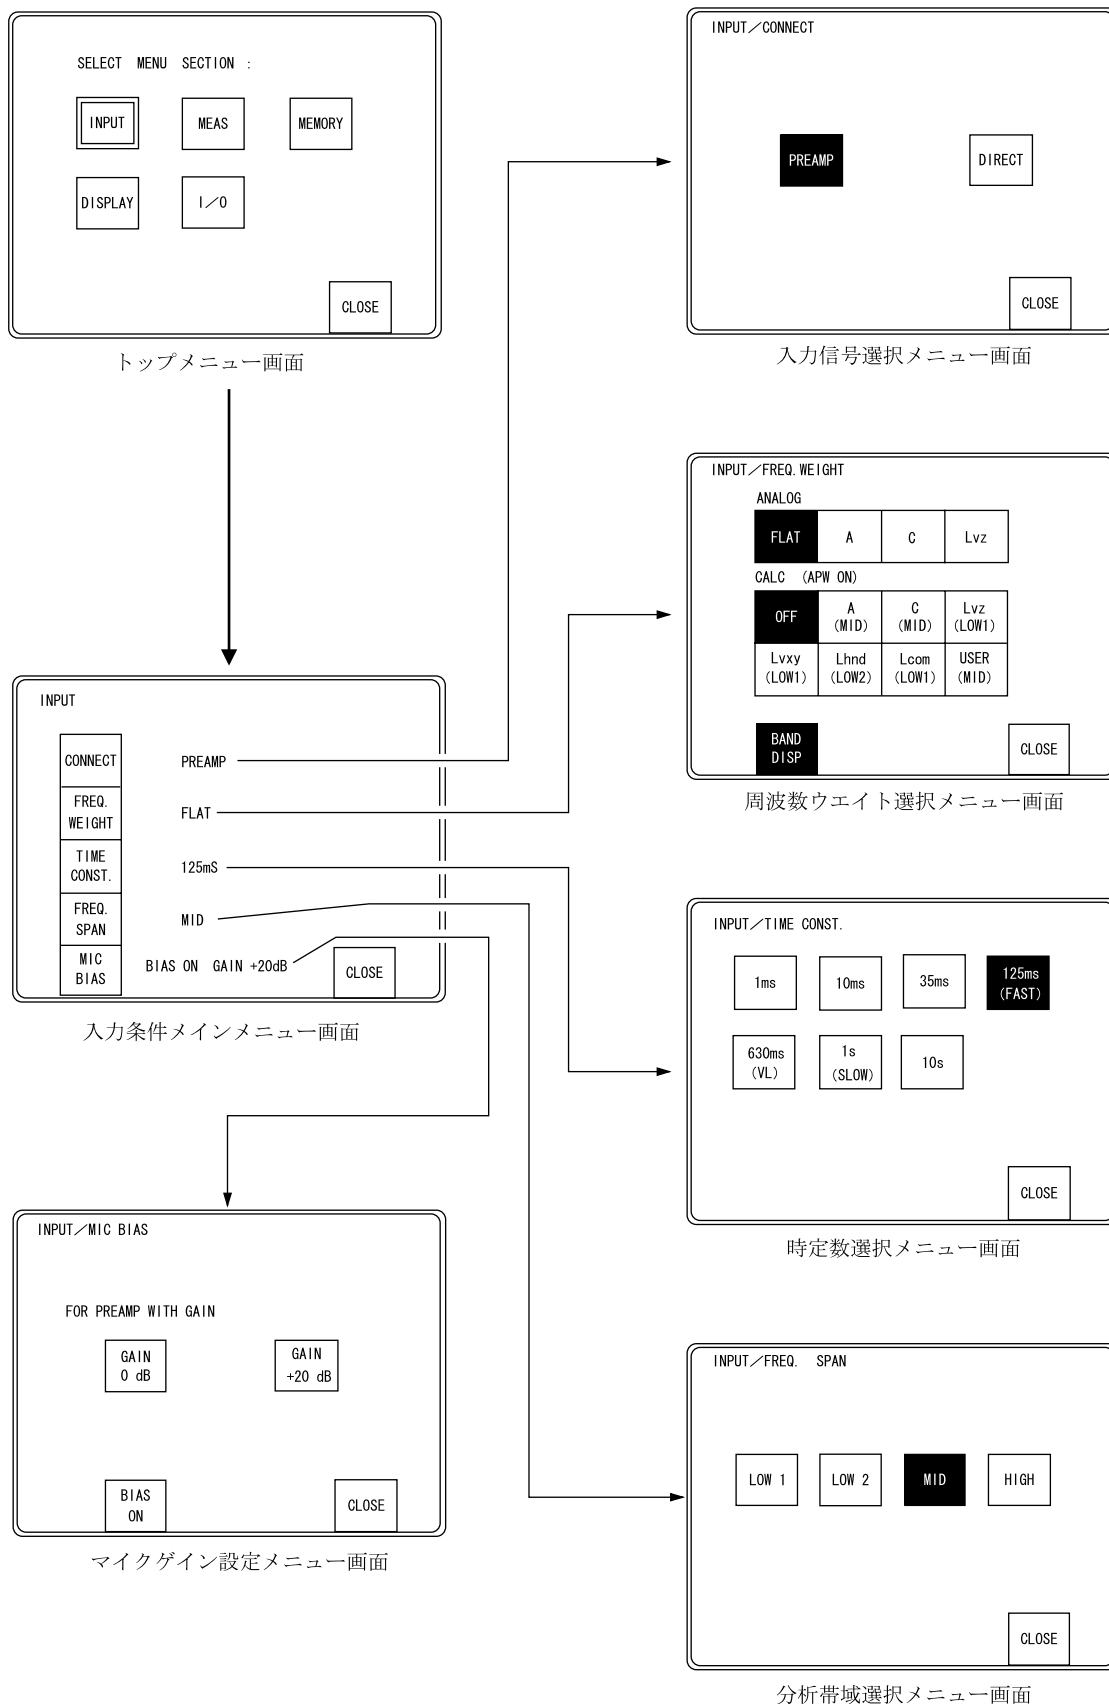 SELECT MENU SECTION :
INPUT MEAS MEMORY
DISPLAY I／O
CLOSE
トップメニュー画面
INPUT／CONNECT
PREAMP DIRECT
CLOSE
入力信号選択メニュー画面
INPUT／FREQ. WEIGHT
ANALOG
FLAT A C Lvz
CALC (APW ON)
OFF A (MID) C (MID) Lvz (LOW1)
Lvxy (LOW1) Lhnd (LOW2) Lcom (LOW1) USER (MID)
BAND DISP CLOSE
周波数ウエイト選択メニュー画面
INPUT
CONNECT PREAMP
FREQ. WEIGHT FLAT
TIME CONST. 125mS
FREQ. SPAN MID
MIC BIAS BIAS ON GAIN +20dB CLOSE
入力条件メインメニュー画面
INPUT／TIME CONST.
1ms 10ms 35ms 125ms (FAST)
630ms (VL) 1s (SLOW) 10s
CLOSE
時定数選択メニュー画面
INPUT／MIC BIAS
FOR PREAMP WITH GAIN
GAIN 0 dB GAIN +20 dB
BIAS ON CLOSE
マイクゲイン設定メニュー画面
INPUT／FREQ. SPAN
LOW 1 LOW 2 MID HIGH
CLOSE
分析帯域選択メニュー画面